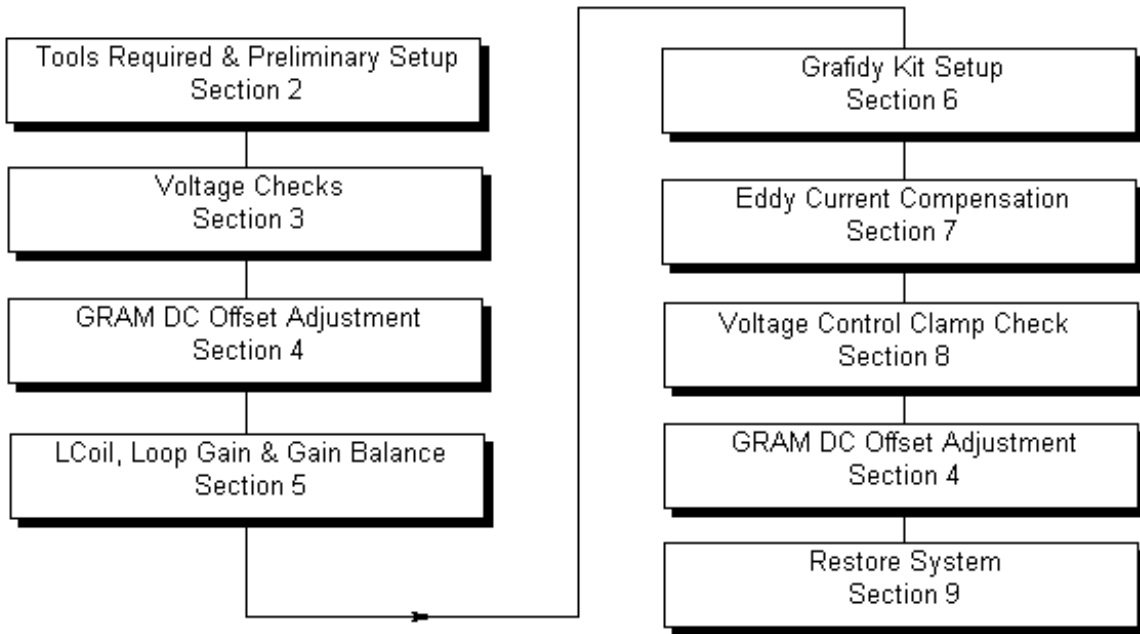 Tools Required & Preliminary Setup
Section 2
Voltage Checks
Section 3
GRAM DC Offset Adjustment
Section 4
LCoil, Loop Gain & Gain Balance
Section 5
Grafidy Kit Setup
Section 6
Eddy Current Compensation
Section 7
Voltage Control Clamp Check
Section 8
GRAM DC Offset Adjustment
Section 4
Restore System
Section 9